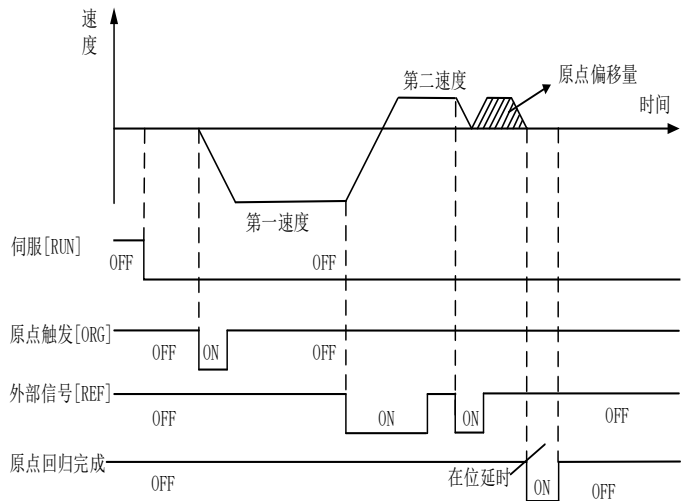 速度
原点偏移量
第二速度
时间
第一速度
伺服[RUN]
OFF
OFF
原点触发[ORG]
OFF
ON
OFF
外部信号[REF]
OFF
ON
ON
OFF
原点回归完成
OFF
在位延时
ON
OFF